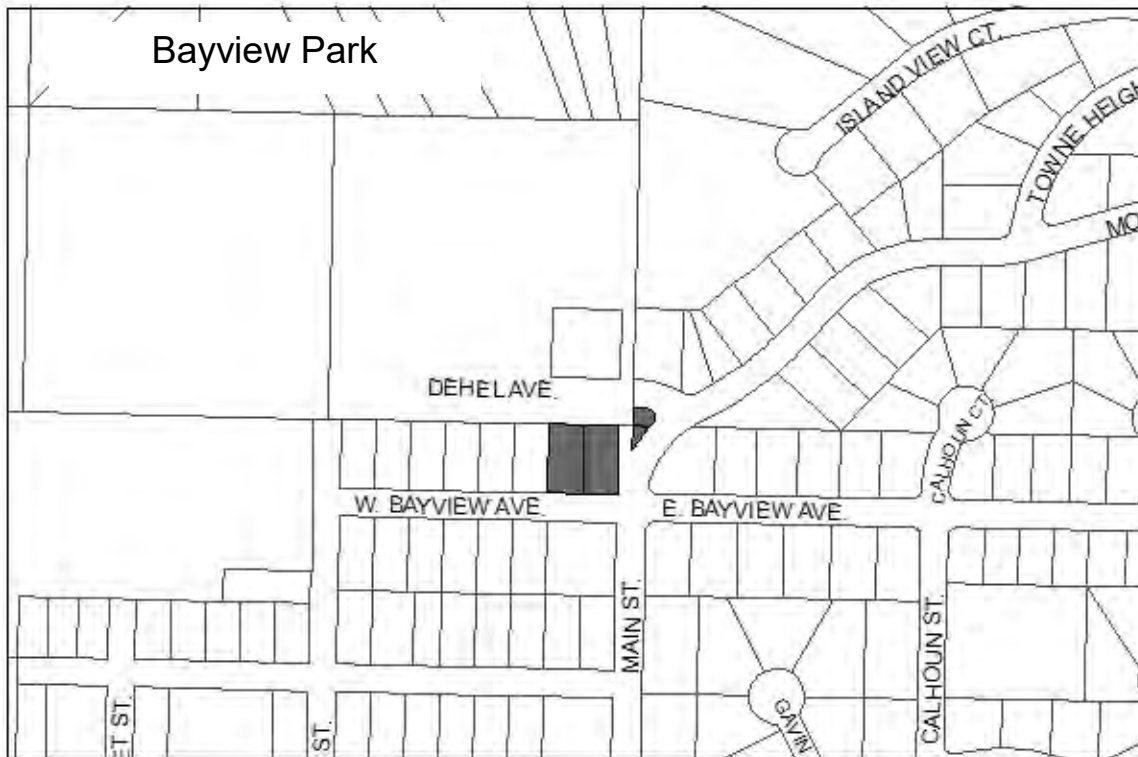 Bayview Park
ISLAND VIEW CT.
TOWNE HEIGH
MO
DEHEL AVE.
CALHOUN CT.
W. BAYVIEW AVE.
E. BAYVIEW AVE.
MAIN ST.
CALHOUN ST.
GAVIN
ET ST.
ST.